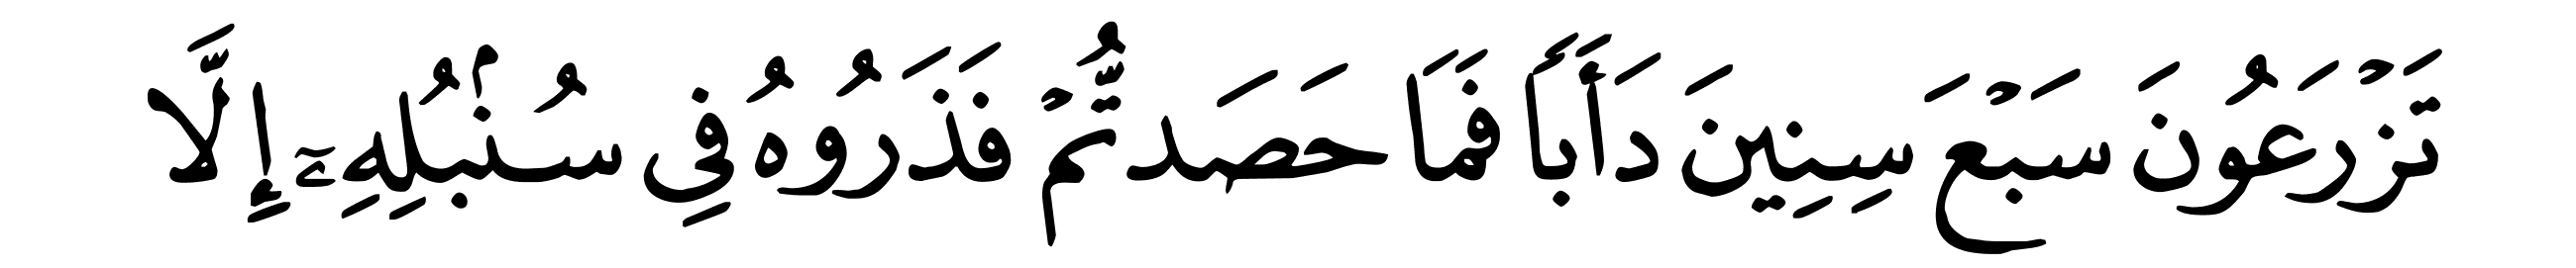 تَزْرَعُونَ سَبْعَ سِنِينَ دَأَبًا فَمَا حَصَدتُّمْ فَذَرُوهُ فِي سُنۢبُلِهِۦٓ إِلَّا